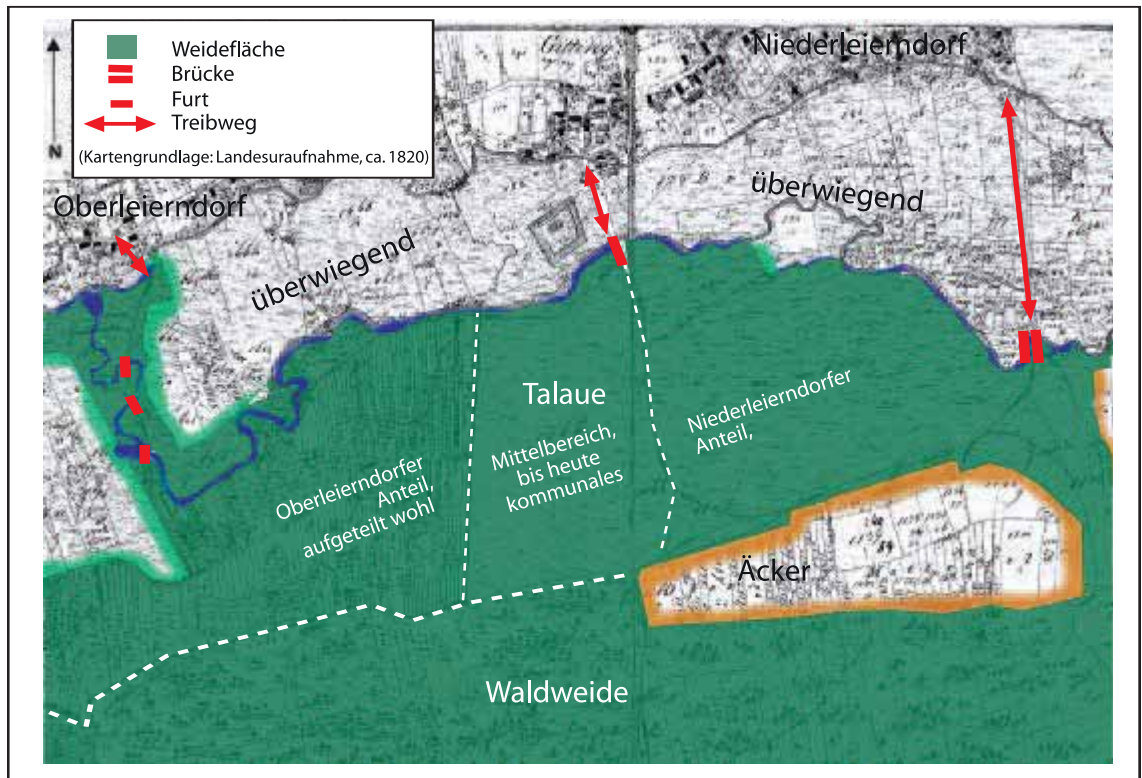 Weidefläche
Brücke
Furt
Treibweg
(Kartengrundlage: Landesuraufnahme, ca. 1820)
N
Niederleierndorf
Oberleierndorf
überwiegend
überwiegend
Talaue
Mittelbereich,
bis heute
kommunales
Niederleierndorfer
Anteil,
Oberleierndorfer
Anteil,
aufgeteilt wohl
Äcker
Waldweide